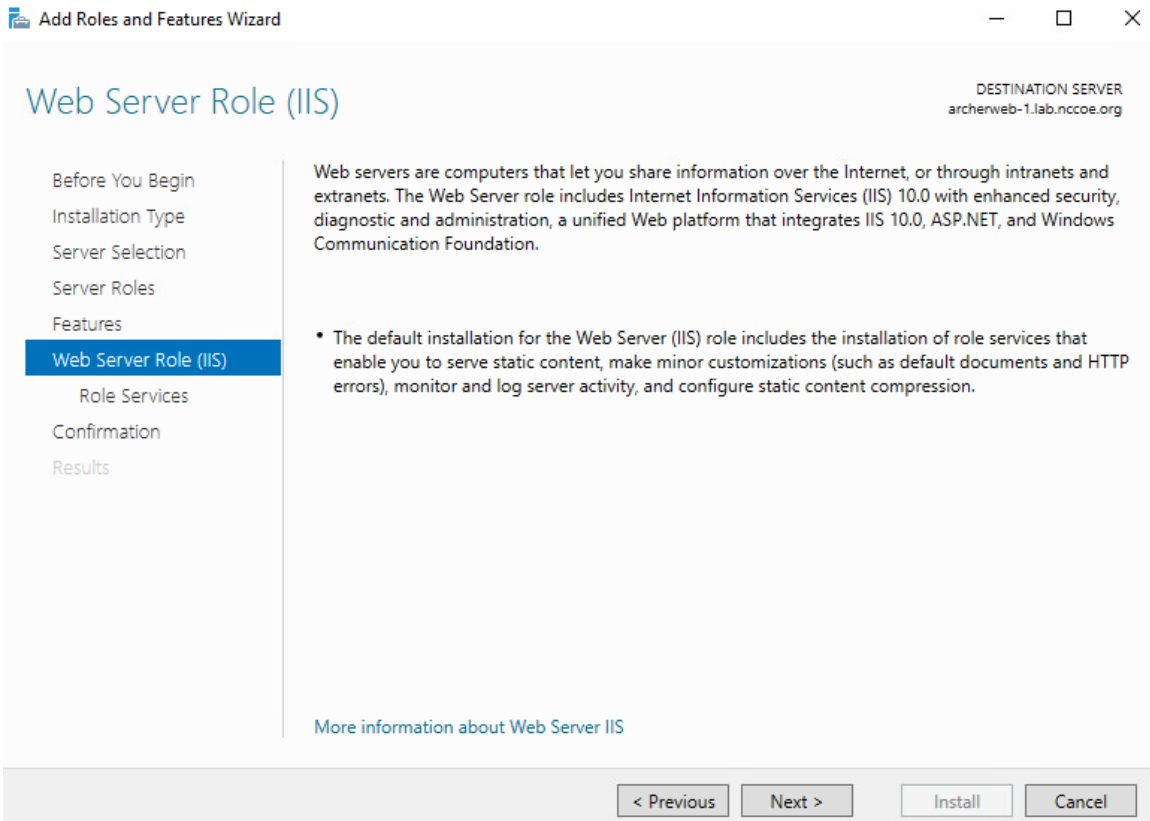 Add Roles and Features Wizard
Web Server Role (IIS)
DESTINATION SERVER
archerweb-1.lab.nccoe.org
Before You Begin
Installation Type
Server Selection
Server Roles
Features
Web Server Role (IIS)
Role Services
Confirmation
Results
Web servers are computers that let you share information over the Internet, or through intranets and
extranets. The Web Server role includes Internet Information Services (IIS) 10.0 with enhanced security,
diagnostic and administration, a unified Web platform that integrates IIS 10.0, ASP.NET, and Windows
Communication Foundation.
• The default installation for the Web Server (IIS) role includes the installation of role services that
enable you to serve static content, make minor customizations (such as default documents and HTTP
errors), monitor and log server activity, and configure static content compression.
More information about Web Server IIS
< Previous
Next >
Install
Cancel